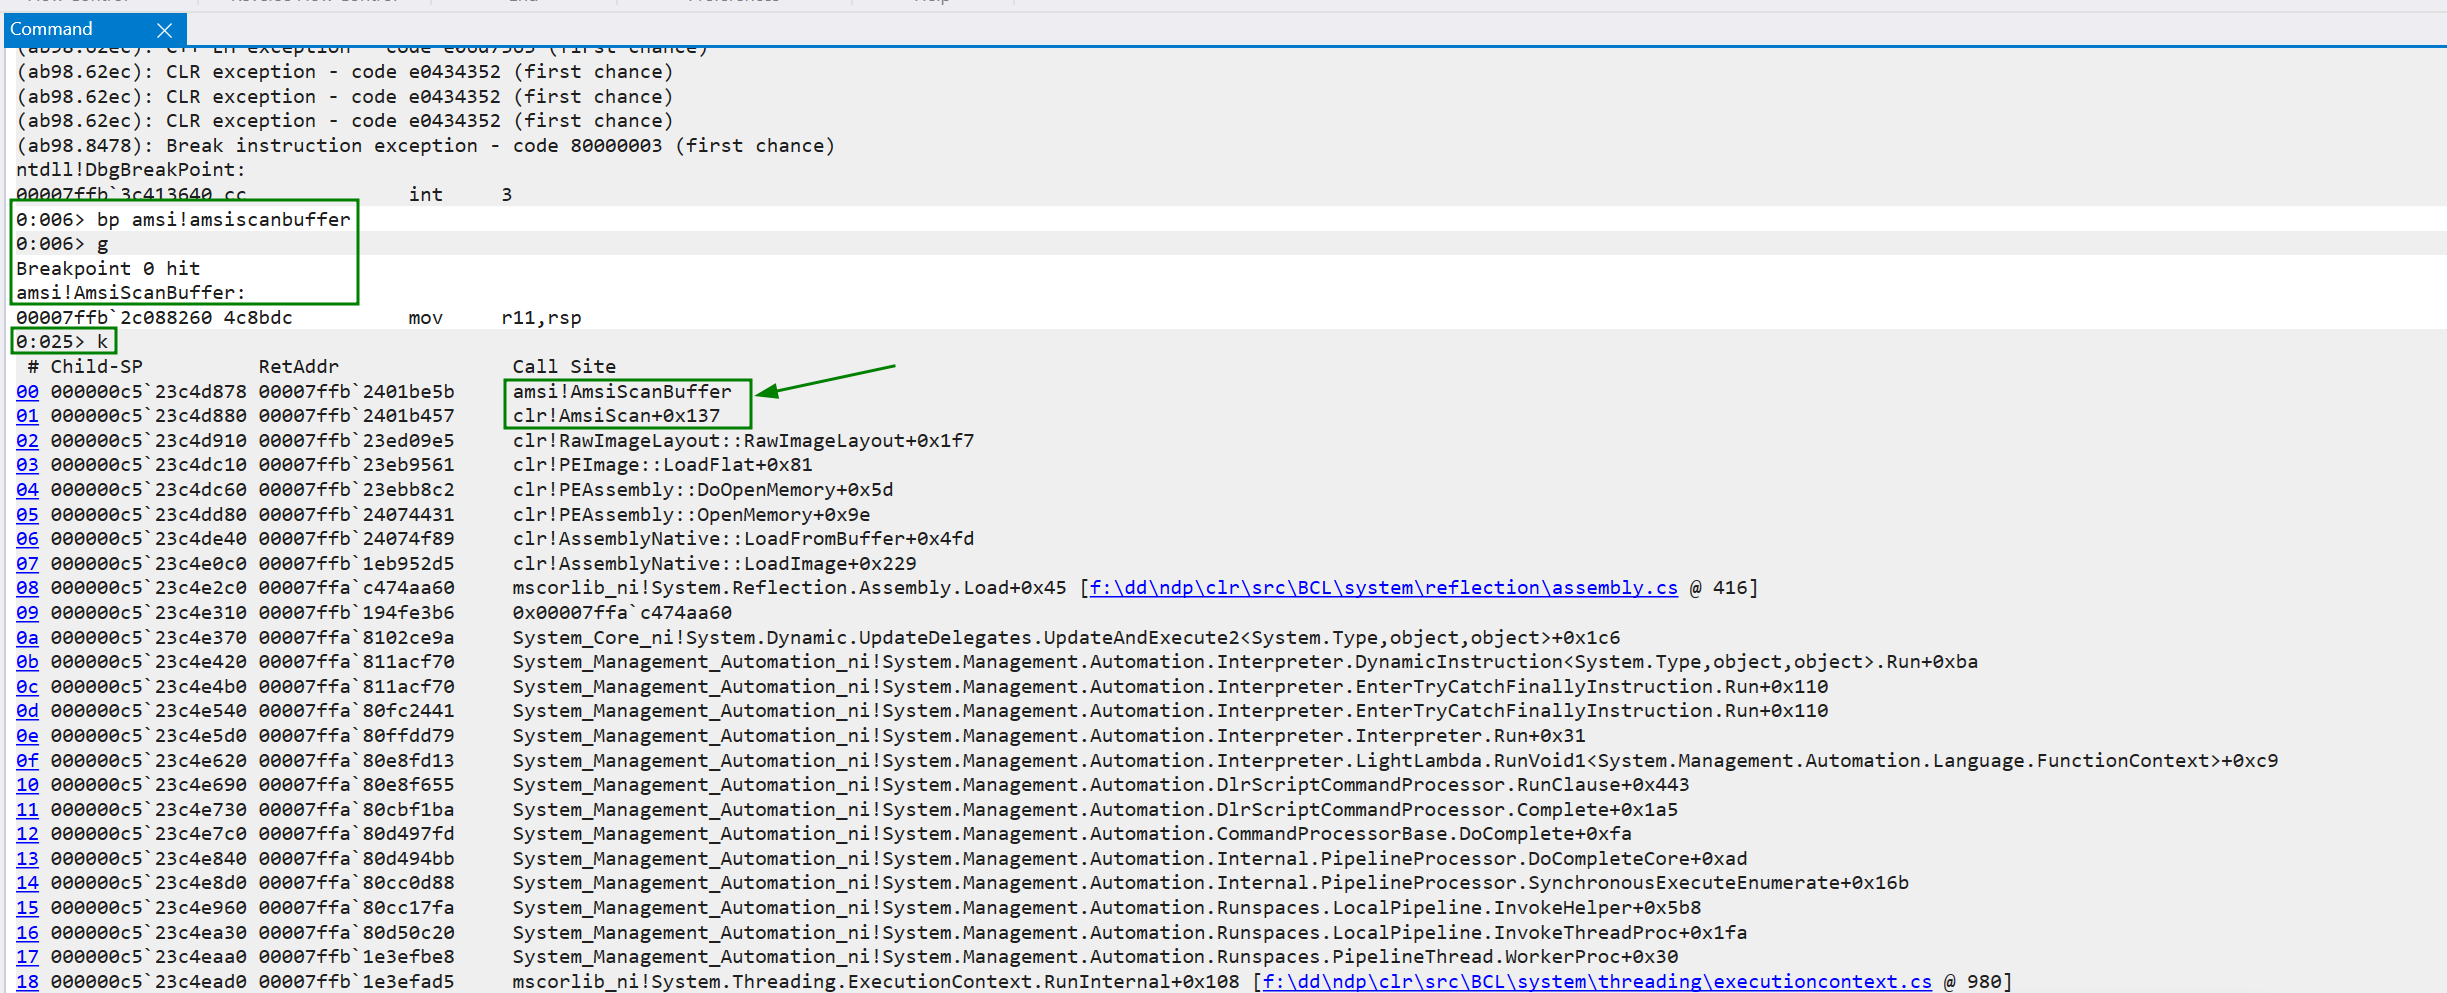 Command
(ab98.62ec): CLR exception - code e0434352 (first chance)
(ab98.62ec): CLR exception - code e0434352 (first chance)
(ab98.62ec): CLR exception - code e0434352 (first chance)
(ab98.8478): Break instruction exception - code 80000003 (first chance)
ntdll!DbgBreakPoint:
00007ffb`3c413640 cc              int     3
0:006> bp amsi!amsiscanbuffer
0:006> g
Breakpoint 0 hit
amsi!AmsiScanBuffer:
00007ffb`2c088260 4c8bdc          mov     r11,rsp
0:025> k
 # Child-SP          RetAddr               Call Site
00 000000c5`23c4d878 00007ffb`2401be5b     amsi!AmsiScanBuffer
01 000000c5`23c4d880 00007ffb`2401b457     clr!AmsiScan+0x137
02 000000c5`23c4d910 00007ffb`23ed09e5     clr!RawImageLayout::RawImageLayout+0x1f7
03 000000c5`23c4dc10 00007ffb`23eb9561     clr!PEImage::LoadFlat+0x81
04 000000c5`23c4dc60 00007ffb`23ebb8c2     clr!PEAssembly::DoOpenMemory+0x5d
05 000000c5`23c4dd80 00007ffb`24074431     clr!PEAssembly::OpenMemory+0x9e
06 000000c5`23c4de40 00007ffb`24074f89     clr!AssemblyNative::LoadFromBuffer+0x4fd
07 000000c5`23c4e0c0 00007ffb`1eb952d5     clr!AssemblyNative::LoadImage+0x229
08 000000c5`23c4e2c0 00007ffa`c474aa60     mscorlib_ni!System.Reflection.Assembly.Load+0x45 [f:\dd\ndp\clr\src\BCL\system\reflection\assembly.cs @ 416]
09 000000c5`23c4e310 00007ffb`194fe3b6     0x00007ffa`c474aa60
0a 000000c5`23c4e370 00007ffa`8102ce9a     System_Core_ni!System.Dynamic.UpdateDelegates.UpdateAndExecute2<System.Type,object,object>+0x1c6
0b 000000c5`23c4e420 00007ffa`811acf70     System_Management_Automation_ni!System.Management.Automation.Interpreter.DynamicInstruction<System.Type,object,object>.Run+0xba
0c 000000c5`23c4e4b0 00007ffa`811acf70     System_Management_Automation_ni!System.Management.Automation.Interpreter.EnterTryCatchFinallyInstruction.Run+0x110
0d 000000c5`23c4e540 00007ffa`80fc2441     System_Management_Automation_ni!System.Management.Automation.Interpreter.EnterTryCatchFinallyInstruction.Run+0x110
0e 000000c5`23c4e5d0 00007ffa`80ffdd79     System_Management_Automation_ni!System.Management.Automation.Interpreter.Interpreter.Run+0x31
0f 000000c5`23c4e620 00007ffa`80e8fd13     System_Management_Automation_ni!System.Management.Automation.Interpreter.LightLambda.RunVoid1<System.Management.Automation.Language.FunctionContext>+0xc9
10 000000c5`23c4e690 00007ffa`80e8f655     System_Management_Automation_ni!System.Management.Automation.DlrScriptCommandProcessor.RunClause+0x443
11 000000c5`23c4e730 00007ffa`80cbf1ba     System_Management_Automation_ni!System.Management.Automation.DlrScriptCommandProcessor.Complete+0x1a5
12 000000c5`23c4e7c0 00007ffa`80d497fd     System_Management_Automation_ni!System.Management.Automation.CommandProcessorBase.DoComplete+0xfa
13 000000c5`23c4e840 00007ffa`80d494bb     System_Management_Automation_ni!System.Management.Automation.Internal.PipelineProcessor.DoCompleteCore+0xad
14 000000c5`23c4e8d0 00007ffa`80cc0d88     System_Management_Automation_ni!System.Management.Automation.Internal.PipelineProcessor.SynchronousExecuteEnumerate+0x16b
15 000000c5`23c4e960 00007ffa`80cc17fa     System_Management_Automation_ni!System.Management.Automation.Runspaces.LocalPipeline.InvokeHelper+0x5b8
16 000000c5`23c4ea30 00007ffa`80d50c20     System_Management_Automation_ni!System.Management.Automation.Runspaces.LocalPipeline.InvokeThreadProc+0x1fa
17 000000c5`23c4eaa0 00007ffb`1e3efbe8     System_Management_Automation_ni!System.Management.Automation.Runspaces.PipelineThread.WorkerProc+0x30
18 000000c5`23c4ead0 00007ffb`1e3efad5     mscorlib_ni!System.Threading.ExecutionContext.RunInternal+0x108 [f:\dd\ndp\clr\src\BCL\system\threading\executioncontext.cs @ 980]